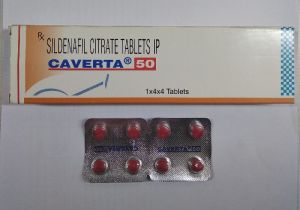 Rx SILDENAFIL CITRATE TABLETS IP
CAVERTA® 50
1x4x4 Tablets